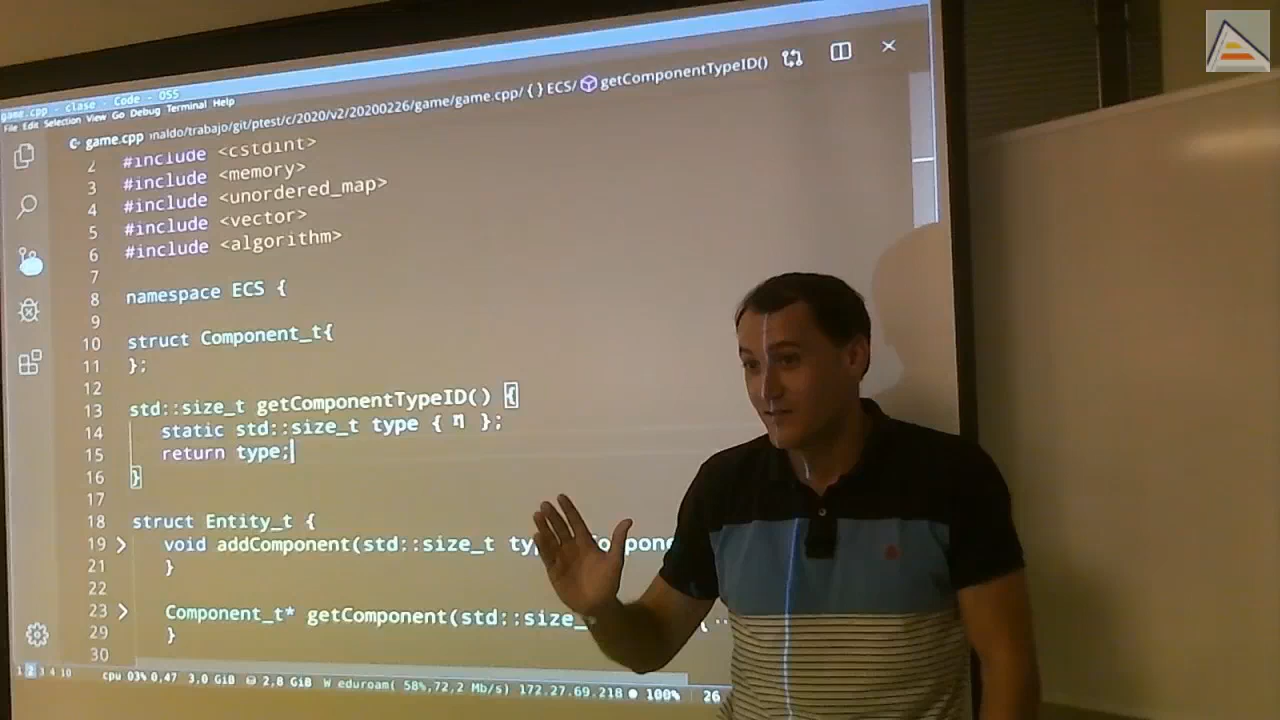 game.cpp - clase - Code - OSS
File Edit Selection View Go Debug Terminal Help
game.cpp naldo/trabajo/git/ptest/c/2020/v2/20200226/game/game.cpp/ { } ECS/ getComponentTypeID()
2 #include <cstdint>
3 #include <memory>
4 #include <unordered_map>
5 #include <vector>
6 #include <algorithm>
7
8 namespace ECS {
9
10 struct Component_t{
11 };
12
13 std::size_t getComponentTypeID() {
14 static std::size_t type { η };
15 return type;
16 }
17
18 struct Entity_t {
19 void addComponent(std::size_t
21 }
22
23 Component_t* getComponent(std::size_ {
29 }
30
1 2 3 4 10 cpu 03% 0,47 3,0 GiB 2,8 GiB W eduroam( 58%,72,2 Mb/s) 172.27.69.218 100% 26